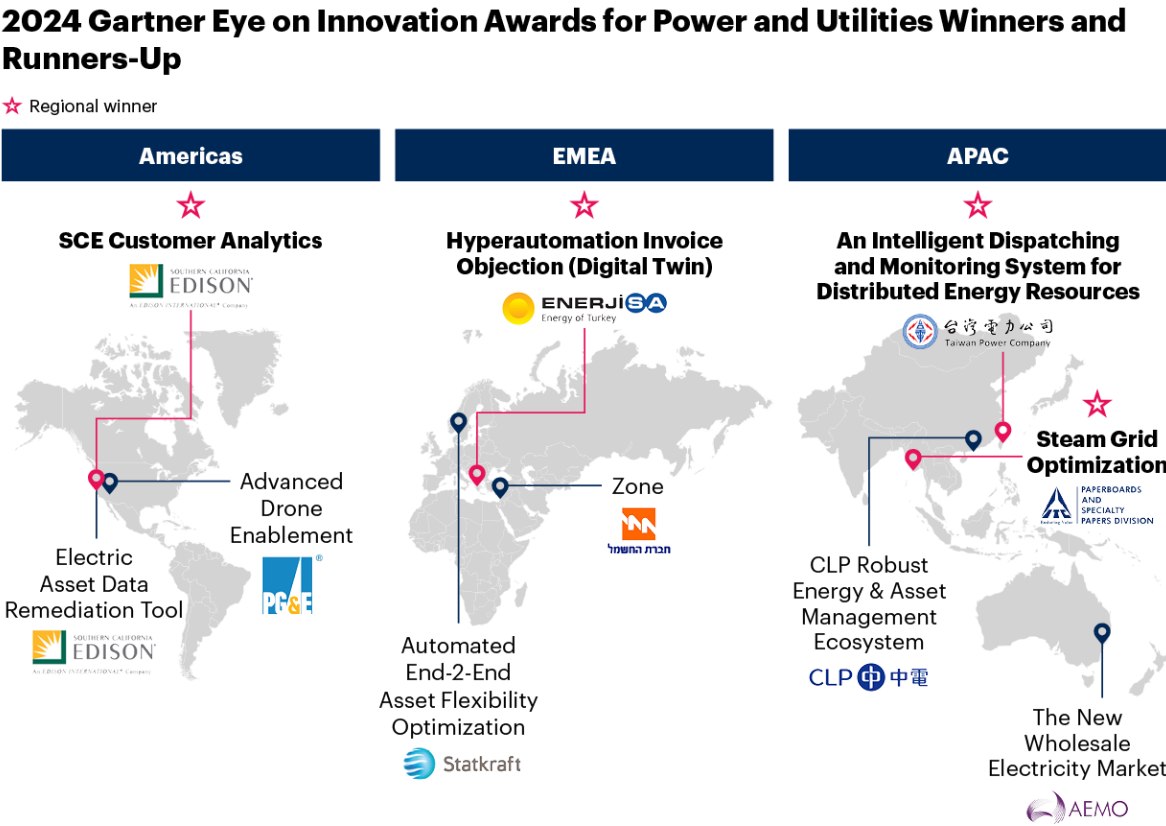 2024 Gartner Eye on Innovation Awards for Power and Utilities Winners and
Runners-Up
Regional winner
Americas
SCE Customer Analytics
SOUTHERN CALIFORNIA
EDISON
An EDISON INTERNATIONAL® Company
Advanced
Drone
Enablement
PG&E
®
Electric
Asset Data
Remediation Tool
SOUTHERN CALIFORNIA
EDISON
An EDISON INTERNATIONAL® Company
EMEA
Hyperautomation Invoice
Objection (Digital Twin)
ENERJiSA
Energy of Turkey
Zone
חברת החשמל
Automated
End-2-End
Asset Flexibility
Optimization
Statkraft
APAC
An Intelligent Dispatching
and Monitoring System for
Distributed Energy Resources
台灣電力公司
Taiwan Power Company
Steam Grid
Optimization
ITC
Enduring Value
PAPERBOARDS
AND
SPECIALTY
PAPERS DIVISION
CLP Robust
Energy & Asset
Management
Ecosystem
CLP 中電
The New
Wholesale
Electricity Market
AEMO